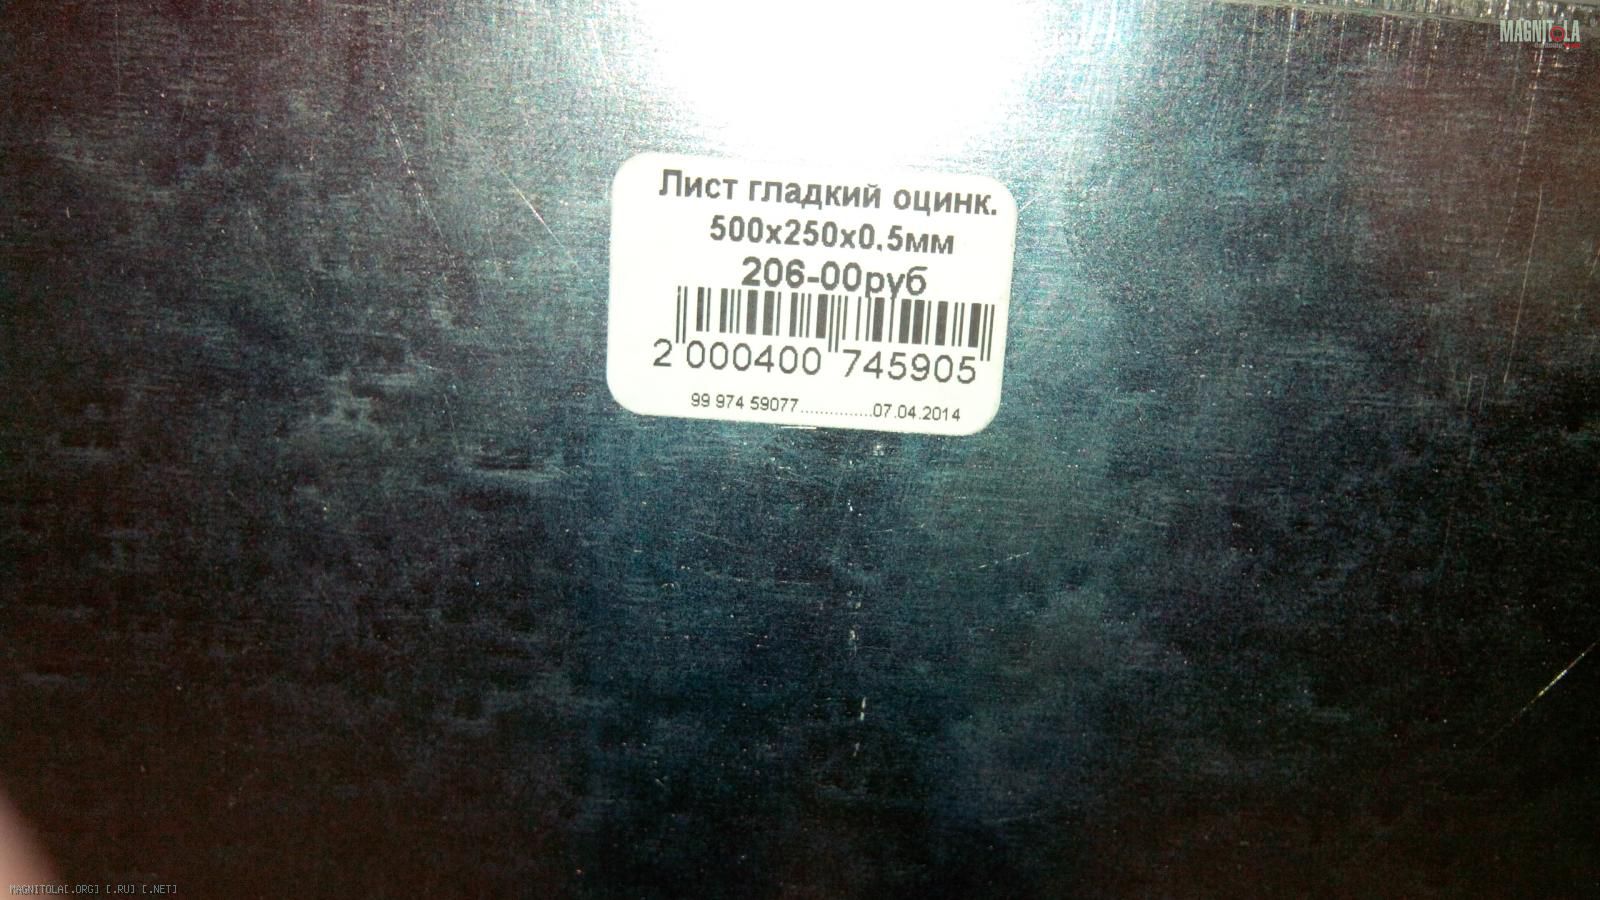 MAGNITOLA
Лист гладкий оцинк.
500x250x0.5мм
206-00руб
2 000400 745905
99 974 59077...............07.04.2014
MAGNITOLA[.ORG] [.RU] [.NET]